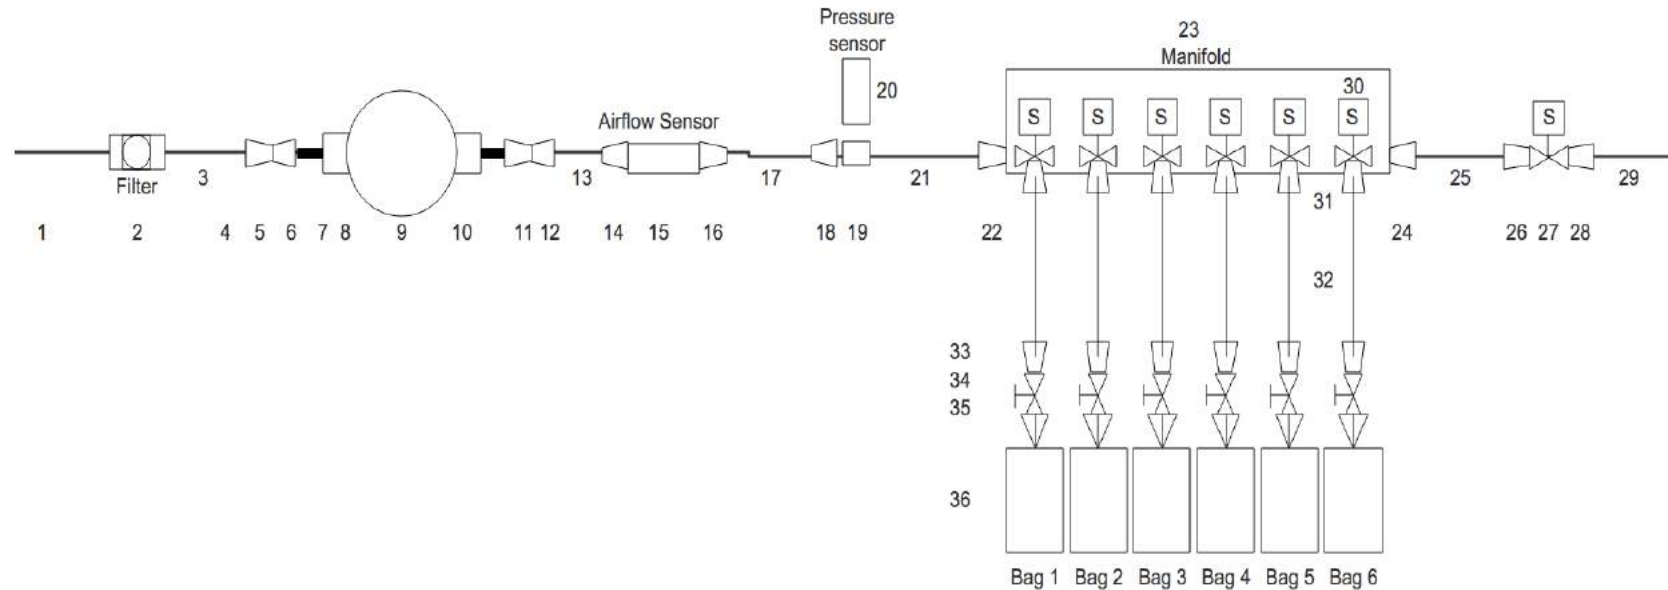 Pressure
sensor
20
23
Manifold
30
S S S S S S
Airflow Sensor
Filter
3
13
17
21
25
29
31
1 2 4 5 6 7 8 9 10 11 12 14 15 16 18 19 22 24 26 27 28
S
32
33
34
35
36
Bag 1 Bag 2 Bag 3 Bag 4 Bag 5 Bag 6